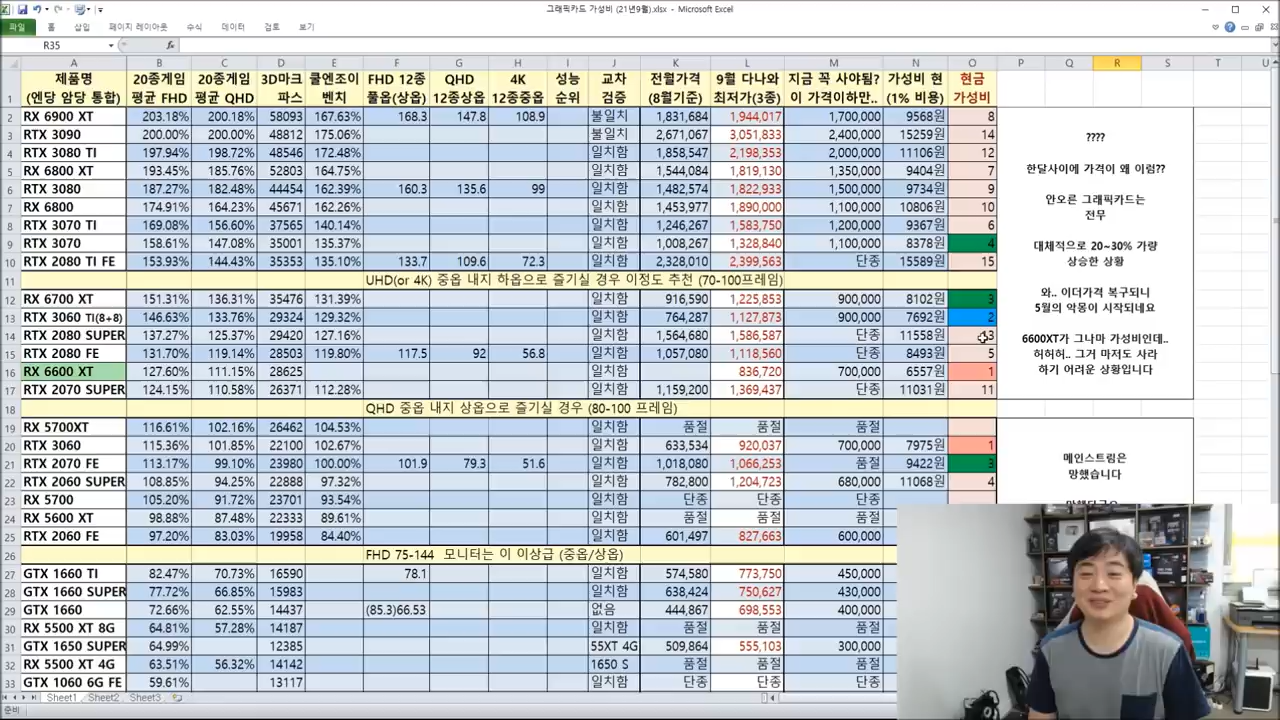 그래픽카드 가성비 (21년9월).xlsx - Microsoft Excel
파일 홈 삽입 페이지 레이아웃 수식 데이터 검토 보기
R35 fx
A B C D E F G H I J K L M N O P Q R S T U
제품명 20종게임 20종게임 3D마크 쿨엔조이 FHD 12종 QHD 4K 성능 교차 전월가격 9월 다나와 지금 꼭 사야됨? 가성비 현 현금
1 (엔당 암당 통합) 평균 FHD 평균 QHD 파스 벤치 풀옵(상옵) 12종상옵 12종중옵 순위 검증 (8월기준) 최저가(3종) 이 가격이하만.. (1% 비용) 가성비
2 RX 6900 XT 203.18% 200.18% 58093 167.63% 168.3 147.8 108.9 불일치 1,831,684 1,944,017 1,700,000 9568원 8
3 RTX 3090 200.00% 200.00% 48812 175.06% 불일치 2,671,067 3,051,833 2,400,000 15259원 14
4 RTX 3080 TI 197.94% 198.72% 48546 172.48% 일치함 1,858,547 2,198,353 2,000,000 11106원 12
5 RX 6800 XT 193.45% 185.76% 52803 164.75% 일치함 1,544,084 1,819,130 1,350,000 9404원 7
6 RTX 3080 187.27% 182.48% 44454 162.39% 160.3 135.6 99 일치함 1,482,574 1,822,933 1,500,000 9734원 9
7 RX 6800 174.91% 164.23% 45671 162.26% 일치함 1,453,977 1,890,000 1,100,000 10806원 10
8 RTX 3070 TI 169.08% 156.60% 37565 140.14% 일치함 1,246,267 1,583,750 1,200,000 9367원 6
9 RTX 3070 158.61% 147.08% 35001 135.37% 일치함 1,008,267 1,328,840 1,100,000 8378원 4
10 RTX 2080 TI FE 153.93% 144.43% 35353 135.10% 133.7 109.6 72.3 일치함 2,328,010 2,399,563 단종 15589원 15
11 UHD(or 4K) 중옵 내지 하옵으로 즐기실 경우 이정도 추천 (70-100프레임)
12 RX 6700 XT 151.31% 136.31% 35476 131.39% 일치함 916,590 1,225,853 900,000 8102원 3
13 RTX 3060 TI(8+8) 146.63% 133.76% 29324 129.32% 일치함 764,287 1,127,873 900,000 7692원 2
14 RTX 2080 SUPER 137.27% 125.37% 29420 127.16% 일치함 1,564,680 1,586,587 단종 11558원 13
15 RTX 2080 FE 131.70% 119.14% 28503 119.80% 117.5 92 56.8 일치함 1,057,080 1,118,560 단종 8493원 5
16 RX 6600 XT 127.60% 111.15% 28625 836,720 700,000 6557원 1
17 RTX 2070 SUPER 124.15% 110.58% 26371 112.28% 일치함 1,159,200 1,369,437 단종 11031원 11
18 QHD 중옵 내지 상옵으로 즐기실 경우 (80-100 프레임)
19 RX 5700XT 116.61% 102.16% 26462 104.53% 일치함 품절 품절 품절
20 RTX 3060 115.36% 101.85% 22100 102.67% 일치함 633,534 920,037 700,000 7975원 1
21 RTX 2070 FE 113.17% 99.10% 23980 100.00% 101.9 79.3 51.6 일치함 1,018,080 1,066,253 품절 9422원 3
22 RTX 2060 SUPER 108.85% 94.25% 22888 97.32% 일치함 782,800 1,204,723 680,000 11068원 4
23 RX 5700 105.20% 91.72% 23701 93.54% 일치함 단종 단종 단종
24 RX 5600 XT 98.88% 87.48% 22333 89.61% 일치함 품절 품절 품절
25 RTX 2060 FE 97.20% 83.03% 19958 84.40% 일치함 601,497 827,663 600,000
26 FHD 75-144 모니터는 이 이상급 (중옵/상옵)
27 GTX 1660 TI 82.47% 70.73% 16590 78.1 일치함 574,580 773,750 450,000
28 GTX 1660 SUPER 77.72% 66.85% 15983 일치함 638,424 750,627 430,000
29 GTX 1660 72.66% 62.55% 14437 (85.3)66.53 없음 444,867 698,553 400,000
30 RX 5500 XT 8G 64.81% 57.28% 14187 일치함 품절 품절 품절
31 GTX 1650 SUPER 64.99% 12385 55XT 4G 509,864 555,103 300,000
32 RX 5500 XT 4G 63.51% 56.32% 14142 1650 S 품절 품절 품절
33 GTX 1060 6G FE 59.61% 13117 일치함 단종 단종 단종
????
한달사이에 가격이 왜 이럼??
안오른 그래픽카드는
전무
대체적으로 20~30% 가량
상승한 상황
와.. 이더가격 복구되니
5월의 악몽이 시작되네요
6600XT가 그나마 가성비인데..
허허허.. 그거 마저도 사라
하기 어려운 상황입니다
메인스트림은
망했습니다
Sheet1 Sheet2 Sheet3
준비